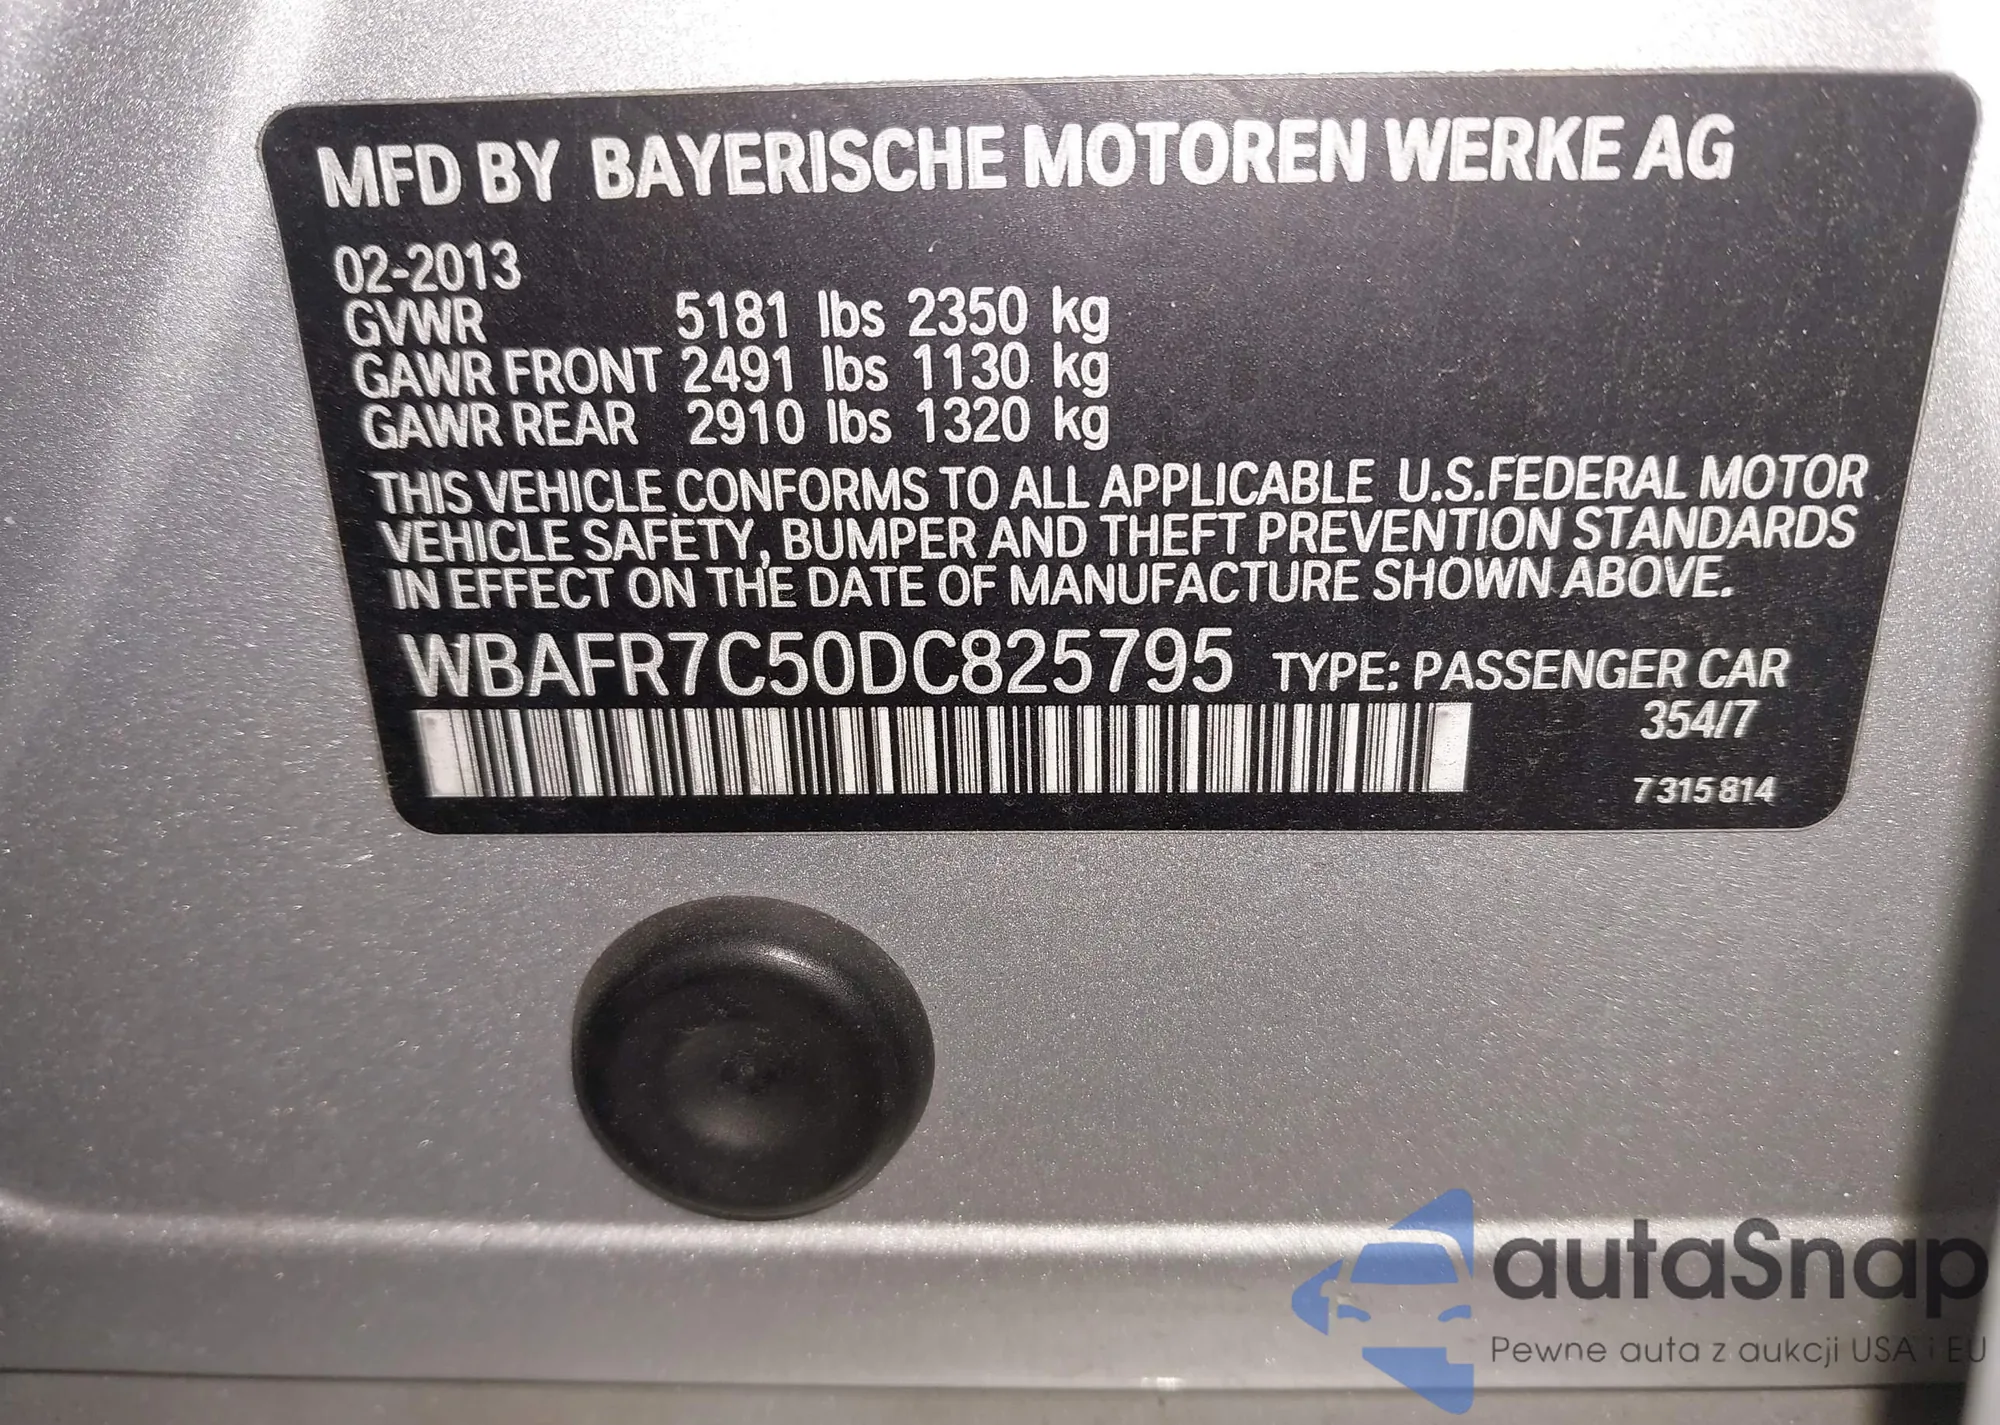 MFD BY BAYERISCHE MOTOREN WERKE AG
02-2013
GVWR 5181 lbs 2350 kg
GAWR FRONT 2491 lbs 1130 kg
GAWR REAR 2910 lbs 1320 kg
THIS VEHICLE CONFORMS TO ALL APPLICABLE U.S.FEDERAL MOTOR
VEHICLE SAFETY, BUMPER AND THEFT PREVENTION STANDARDS
IN EFFECT ON THE DATE OF MANUFACTURE SHOWN ABOVE.
WBAFR7C50DC825795 TYPE: PASSENGER CAR
354/7
7 315 814
autaSnap
Pewne auta z aukcji USA i EU